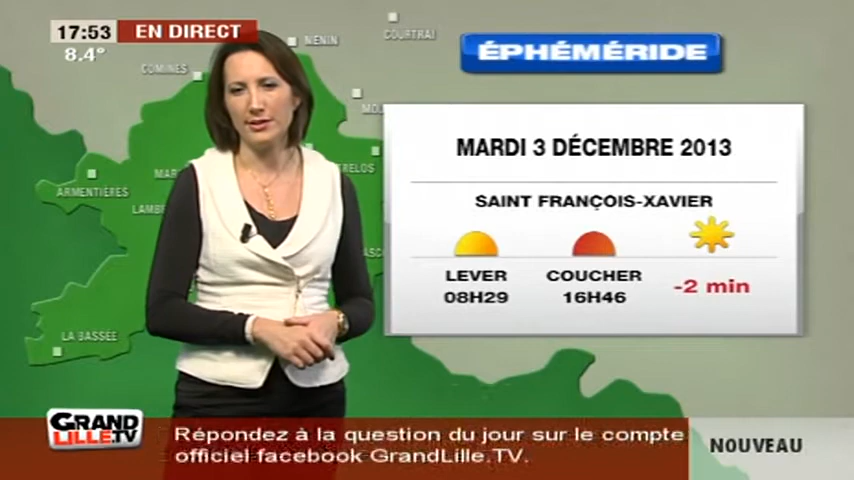 17:53 EN DIRECT
8.4°
NENIN
COURTRAI
COMINES
ÉPHÉMÉRIDE
MARDI 3 DÉCEMBRE 2013
ARMENTIÈRES
SAINT FRANÇOIS-XAVIER
LEVER
08H29
COUCHER
16H46
-2 min
LA BASSÉE
GRAND
LILLE.TV
Répondez à la question du jour sur le compte
officiel facebook GrandLille.TV.
NOUVEAU